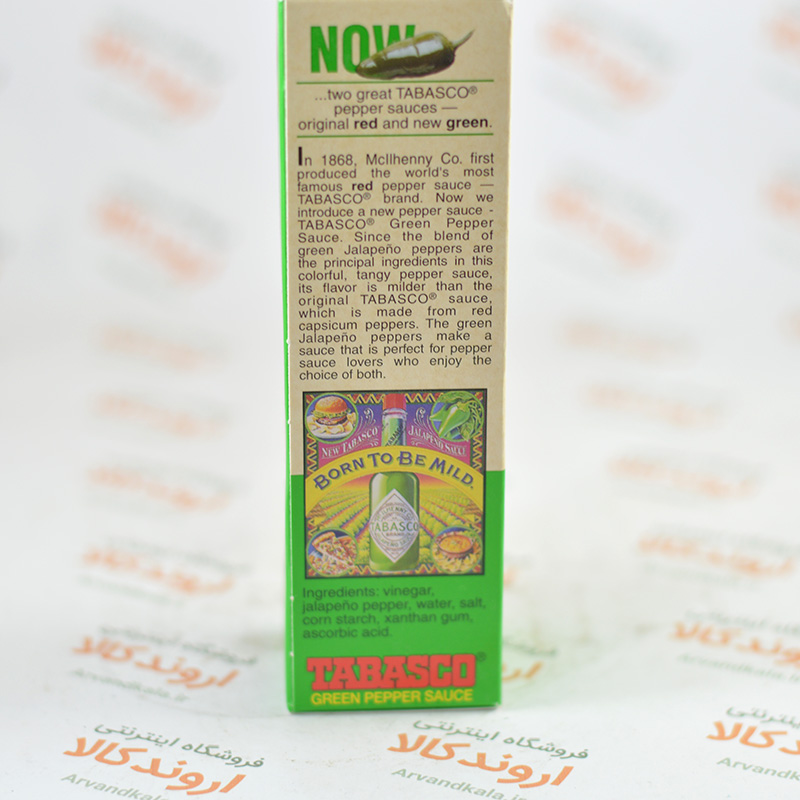 NOW
...two great TABASCO®
pepper sauces —
original red and new green.
In 1868, McIlhenny Co. first
produced the world's most
famous red pepper sauce —
TABASCO® brand. Now we
introduce a new pepper sauce -
TABASCO® Green Pepper
Sauce. Since the blend of
green Jalapeño peppers are
the principal ingredients in this
colorful, tangy pepper sauce,
its flavor is milder than the
original TABASCO® sauce,
which is made from red
capsicum peppers. The green
Jalapeño peppers make a
sauce that is perfect for pepper
sauce lovers who enjoy the
choice of both.
NEW TABASCO JALAPEÑO SAUCE
BORN TO BE MILD.
TABASCO
Ingredients: vinegar,
jalapeño pepper, water, salt,
corn starch, xanthan gum,
ascorbic acid.
TABASCO®
GREEN PEPPER SAUCE
فروشگاه اینترنتی
اروند کالا
Arvandkala.ir
فروشگاه اینترنتی
اروند کالا
Arvandkala.ir
فروشگاه اینترنتی
اروند کالا
Arvandkala.ir